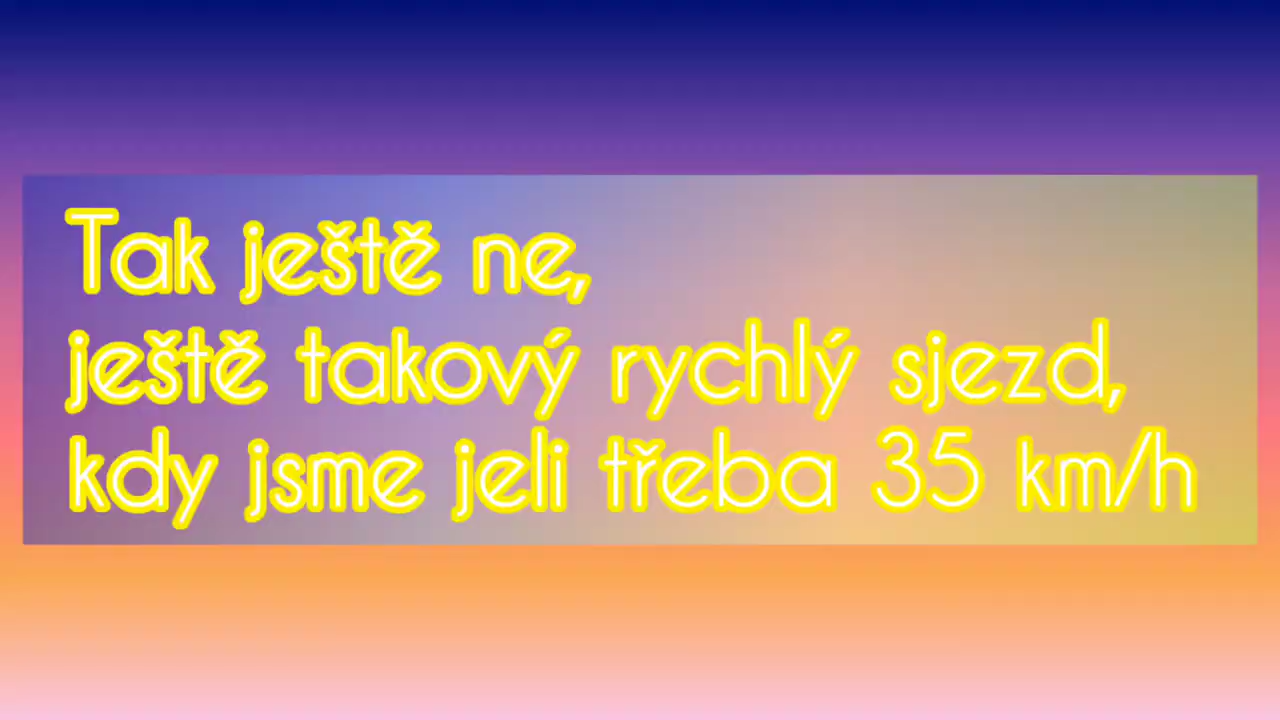 Tak ještě ne,
ještě takový rychlý sjezd,
kdy jsme jeli třeba 35 km/h